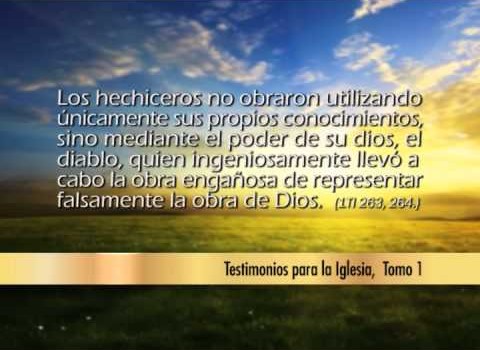 Los hechiceros no obraron utilizando
únicamente sus propios conocimientos,
sino mediante el poder de su dios, el
diablo, quien ingeniosamente llevó a
cabo la obra engañosa de representar
falsamente la obra de Dios. (1TI 263, 264.)
Testimonios para la Iglesia, Tomo 1